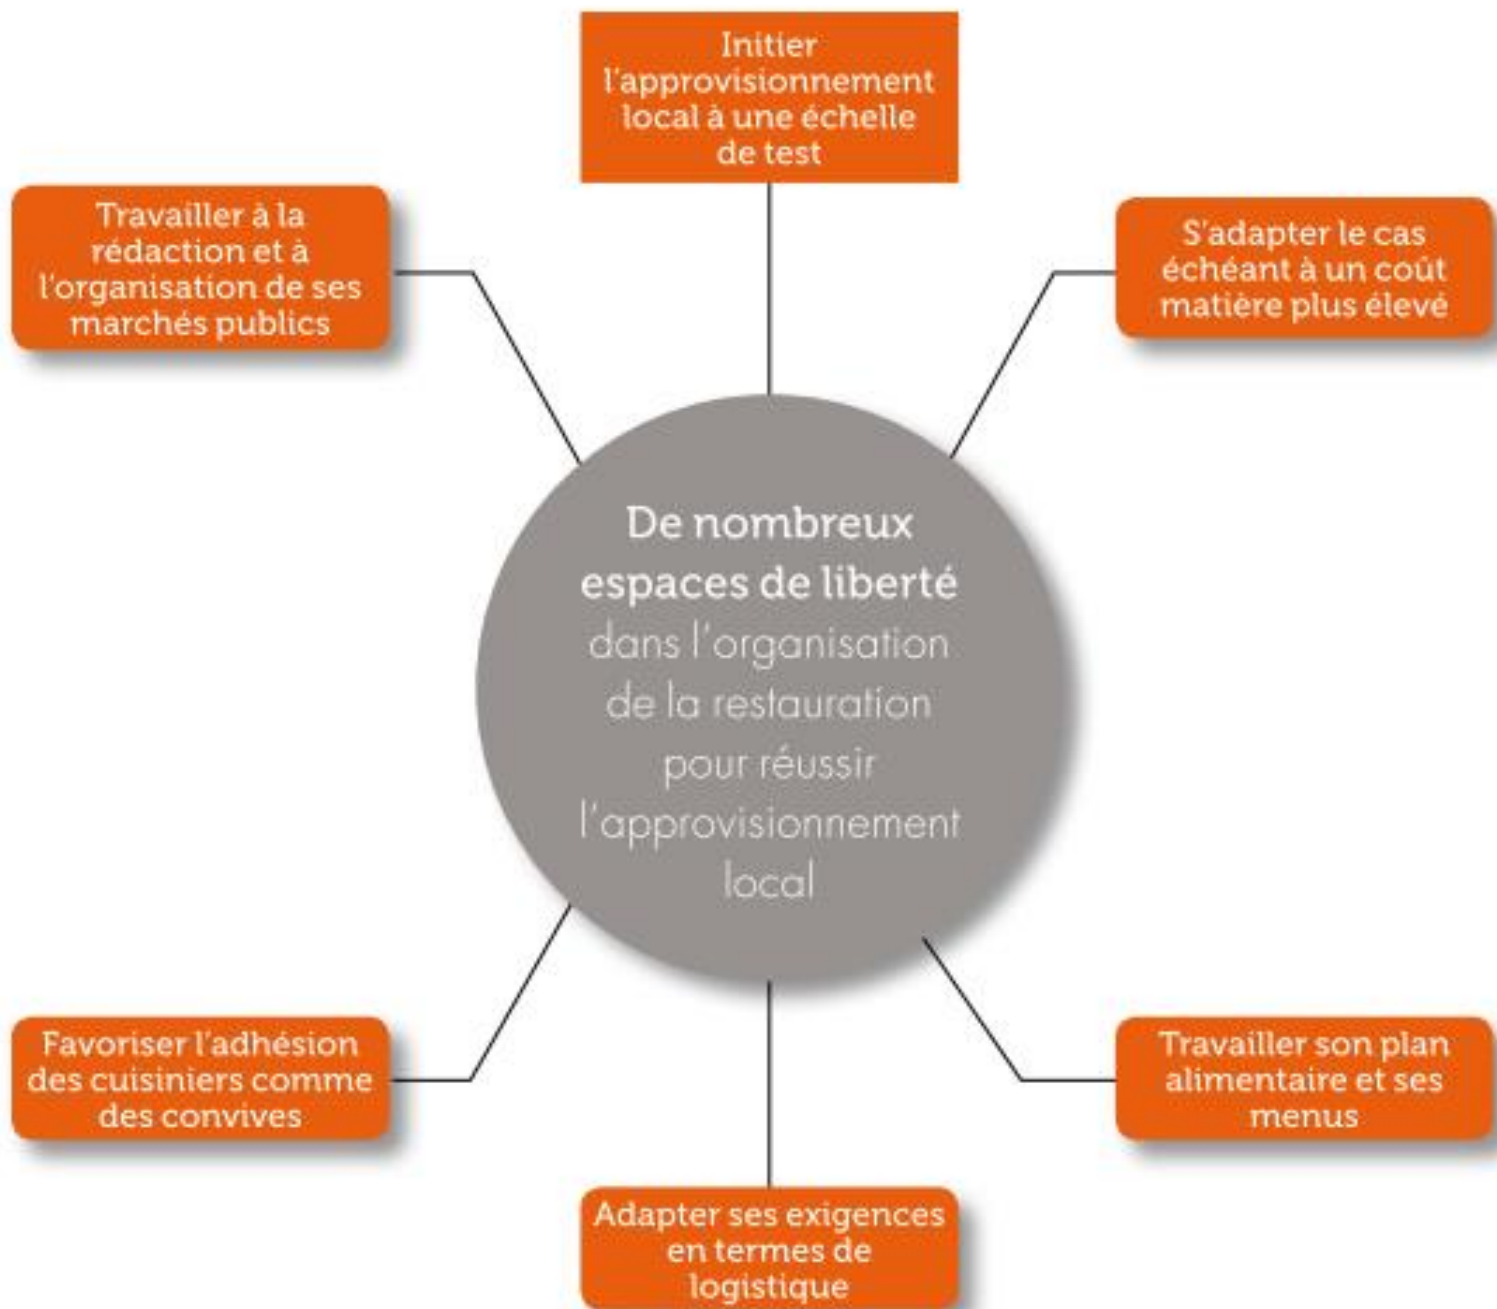 Initier
l'approvisionnement
local à une échelle
de test
Travailler à la
rédaction et à
l'organisation de ses
marchés publics
S'adapter le cas
échéant à un coût
matière plus élevé
De nombreux
espaces de liberté
dans l'organisation
de la restauration
pour réussir
l'approvisionnement
local
Favoriser l'adhésion
des cuisiniers comme
des convives
Travailler son plan
alimentaire et ses
menus
Adapter ses exigences
en termes de
logistique